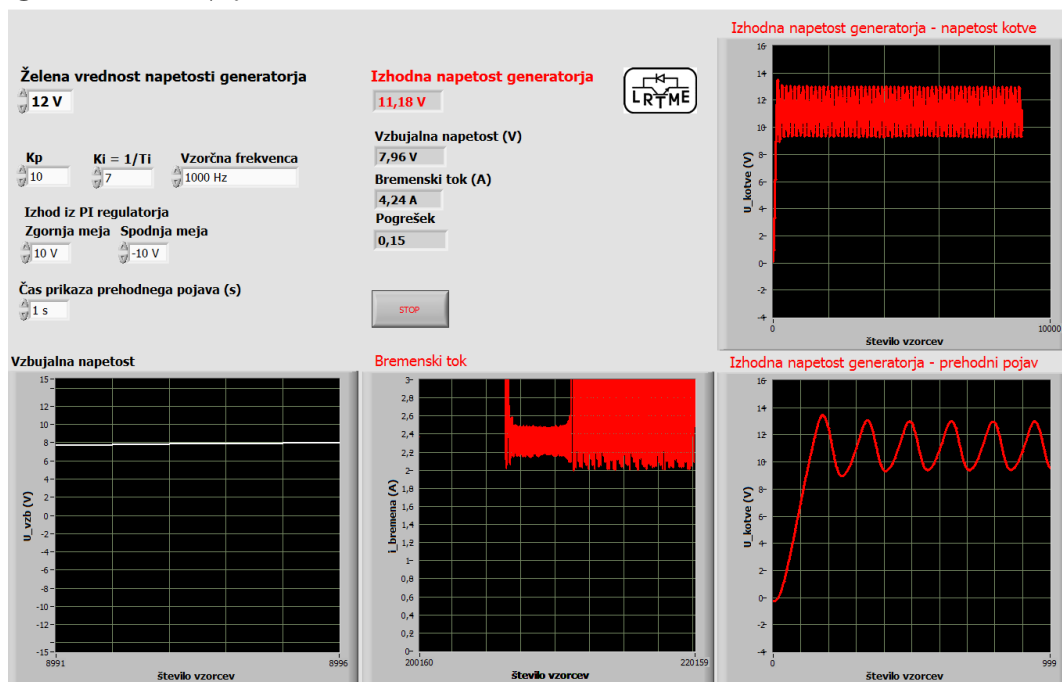 Želena vrednost napetosti generatorja
12 V
Kp
Ki = 1/Ti
Vzorčna frekvenca
10
7
1000 Hz
Izhod iz PI regulatorja
Zgornja meja
Spodnja meja
10 V
-10 V
Čas prikaza prehodnega pojava (s)
1 s
Izhodna napetost generatorja
11,18 V
LRTME
Vzbujalna napetost (V)
7,96 V
Bremenski tok (A)
4,24 A
Pogrešek
0,15
STOP
Izhodna napetost generatorja - napetost kotve
16
14
12
10
8
6
4
2
0
-2
-4
U_kotve (V)
0
10000
število vzorcev
Vzbujalna napetost
15
12
10
8
6
4
2
0
-2
-4
-6
-8
-10
-12
-15
U_vzb (V)
8991
8996
število vzorcev
Bremenski tok
3
2,8
2,6
2,4
2,2
2
1,8
1,6
1,4
1,2
1
0,8
0,6
0,4
0,2
0
i_bremena (A)
200160
220159
število vzorcev
Izhodna napetost generatorja - prehodni pojav
16
14
12
10
8
6
4
2
0
-2
-4
U_kotve (V)
0
999
število vzorcev